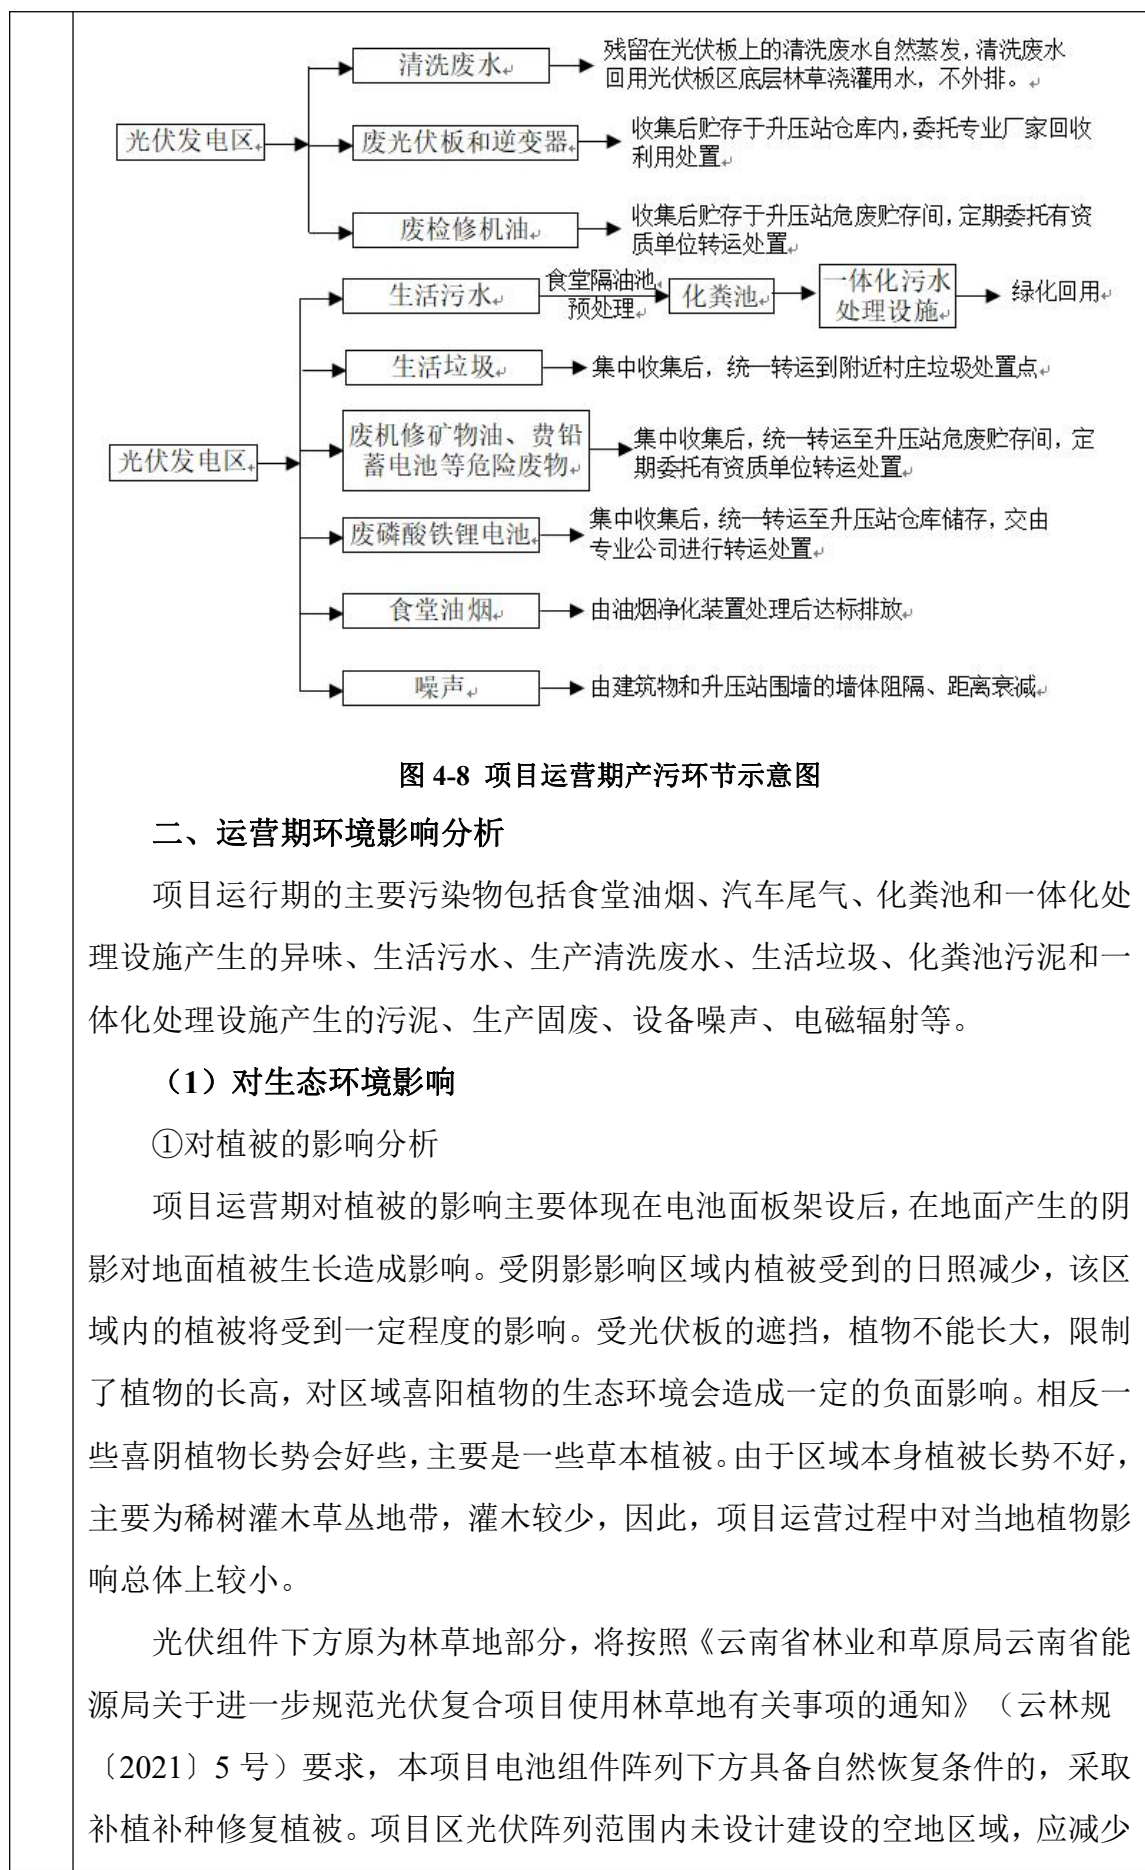 清洗废水
残留在光伏板上的清洗废水自然蒸发，清洗废水
回用光伏板区底层林草浇灌用水，不外排。
光伏发电区
废光伏板和逆变器
收集后贮存于升压站仓库内，委托专业厂家回收
利用处置
废检修机油
收集后贮存于升压站危废贮存间，定期委托有资
质单位转运处置
生活污水
食堂隔油池
预处理
化粪池
一体化污水
处理设施
绿化回用
生活垃圾
集中收集后，统一转运到附近村庄垃圾处置点
光伏发电区
废机修矿物油、费铅
蓄电池等危险废物
集中收集后，统一转运至升压站危废贮存间，定
期委托有资质单位转运处置
废磷酸铁锂电池
集中收集后，统一转运至升压站仓库储存，交由
专业公司进行转运处置
食堂油烟
由油烟净化装置处理后达标排放
噪声
由建筑物和升压站围墙的墙体阻隔、距离衰减
图 4-8 项目运营期产污环节示意图
二、运营期环境影响分析
项目运行期的主要污染物包括食堂油烟、汽车尾气、化粪池和一体化处
理设施产生的异味、生活污水、生产清洗废水、生活垃圾、化粪池污泥和一
体化处理设施产生的污泥、生产固废、设备噪声、电磁辐射等。
（1）对生态环境影响
①对植被的影响分析
项目运营期对植被的影响主要体现在电池面板架设后，在地面产生的阴
影对地面植被生长造成影响。受阴影影响区域内植被受到的日照减少，该区
域内的植被将受到一定程度的影响。受光伏板的遮挡，植物不能长大，限制
了植物的长高，对区域喜阳植物的生态环境会造成一定的负面影响。相反一
些喜阴植物长势会好些，主要是一些草本植被。由于区域本身植被长势不好，
主要为稀树灌木草丛地带，灌木较少，因此，项目运营过程中对当地植物影
响总体上较小。
光伏组件下方原为林草地部分，将按照《云南省林业和草原局云南省能
源局关于进一步规范光伏复合项目使用林草地有关事项的通知》（云林规
〔2021〕5 号）要求，本项目电池组件阵列下方具备自然恢复条件的，采取
补植补种修复植被。项目区光伏阵列范围内未设计建设的空地区域，应减少